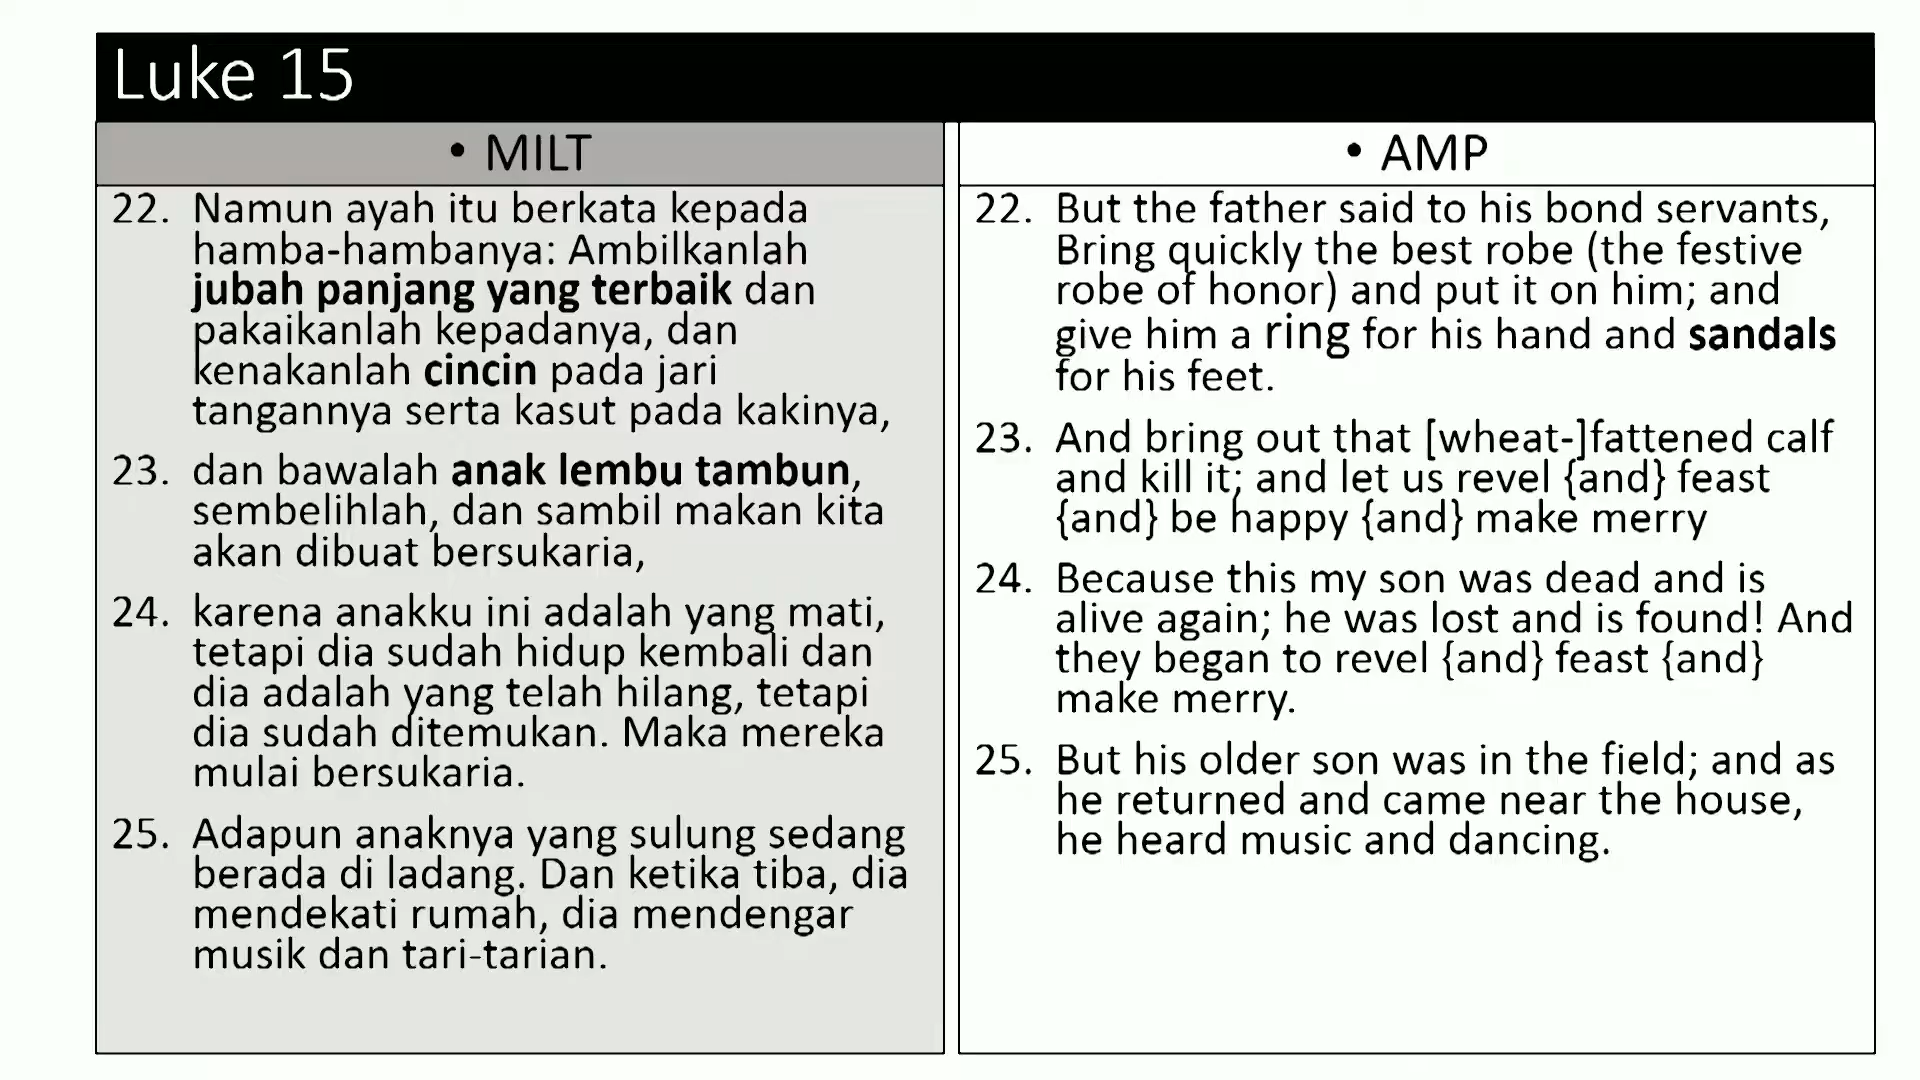 Luke 15
• MILT
22. Namun ayah itu berkata kepada
hamba-hambanya: Ambilkanlah
jubah panjang yang terbaik dan
pakaikanlah kepadanya, dan
kenakanlah cincin pada jari
tangannya serta kasut pada kakinya,
23. dan bawalah anak lembu tambun,
sembelihlah, dan sambil makan kita
akan dibuat bersukaria,
24. karena anakku ini adalah yang mati,
tetapi dia sudah hidup kembali dan
dia adalah yang telah hilang, tetapi
dia sudah ditemukan. Maka mereka
mulai bersukaria.
25. Adapun anaknya yang sulung sedang
berada di ladang. Dan ketika tiba, dia
mendekati rumah, dia mendengar
musik dan tari-tarian.
• AMP
22. But the father said to his bond servants,
Bring quickly the best robe (the festive
robe of honor) and put it on him; and
give him a ring for his hand and sandals
for his feet.
23. And bring out that [wheat-]fattened calf
and kill it; and let us revel {and} feast
{and} be happy {and} make merry
24. Because this my son was dead and is
alive again; he was lost and is found! And
they began to revel {and} feast {and}
make merry.
25. But his older son was in the field; and as
he returned and came near the house,
he heard music and dancing.